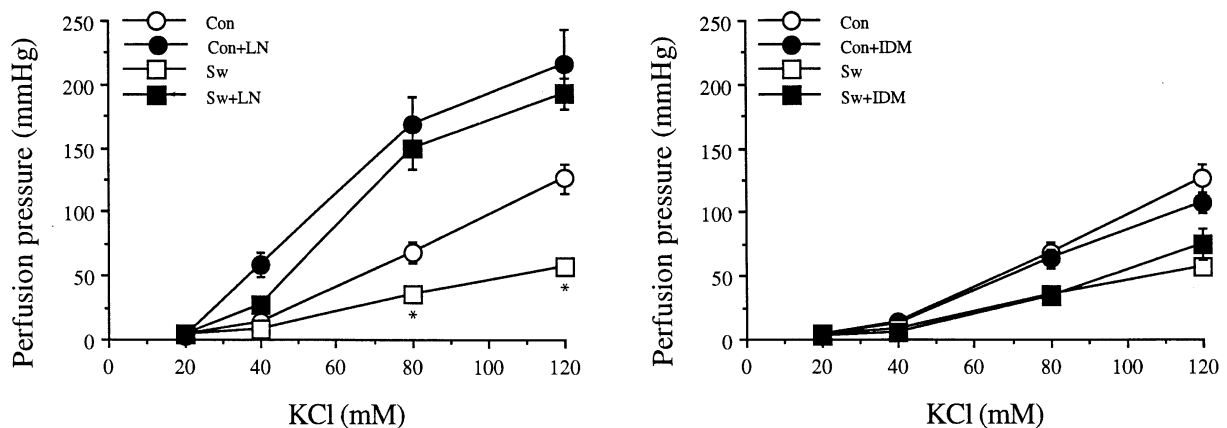 Con
Con+LN
Sw
Sw+LN
Perfusion pressure (mmHg)
250
200
150
100
50
0
0 20 40 60 80 100 120
*
*
KCl (mM)
Con
Con+IDM
Sw
Sw+IDM
Perfusion pressure (mmHg)
250
200
150
100
50
0
0 20 40 60 80 100 120
KCl (mM)